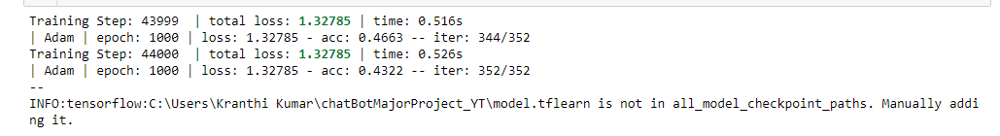 Training Step: 43999  | total loss: 1.32785 | time: 0.516s
| Adam | epoch: 1000 | loss: 1.32785 - acc: 0.4663 -- iter: 344/352
Training Step: 44000  | total loss: 1.32785 | time: 0.526s
| Adam | epoch: 1000 | loss: 1.32785 - acc: 0.4322 -- iter: 352/352
--
INFO:tensorflow:C:\Users\Kranthi Kumar\chatBotMajorProject_YT\model.tflearn is not in all_model_checkpoint_paths. Manually addi
ng it.